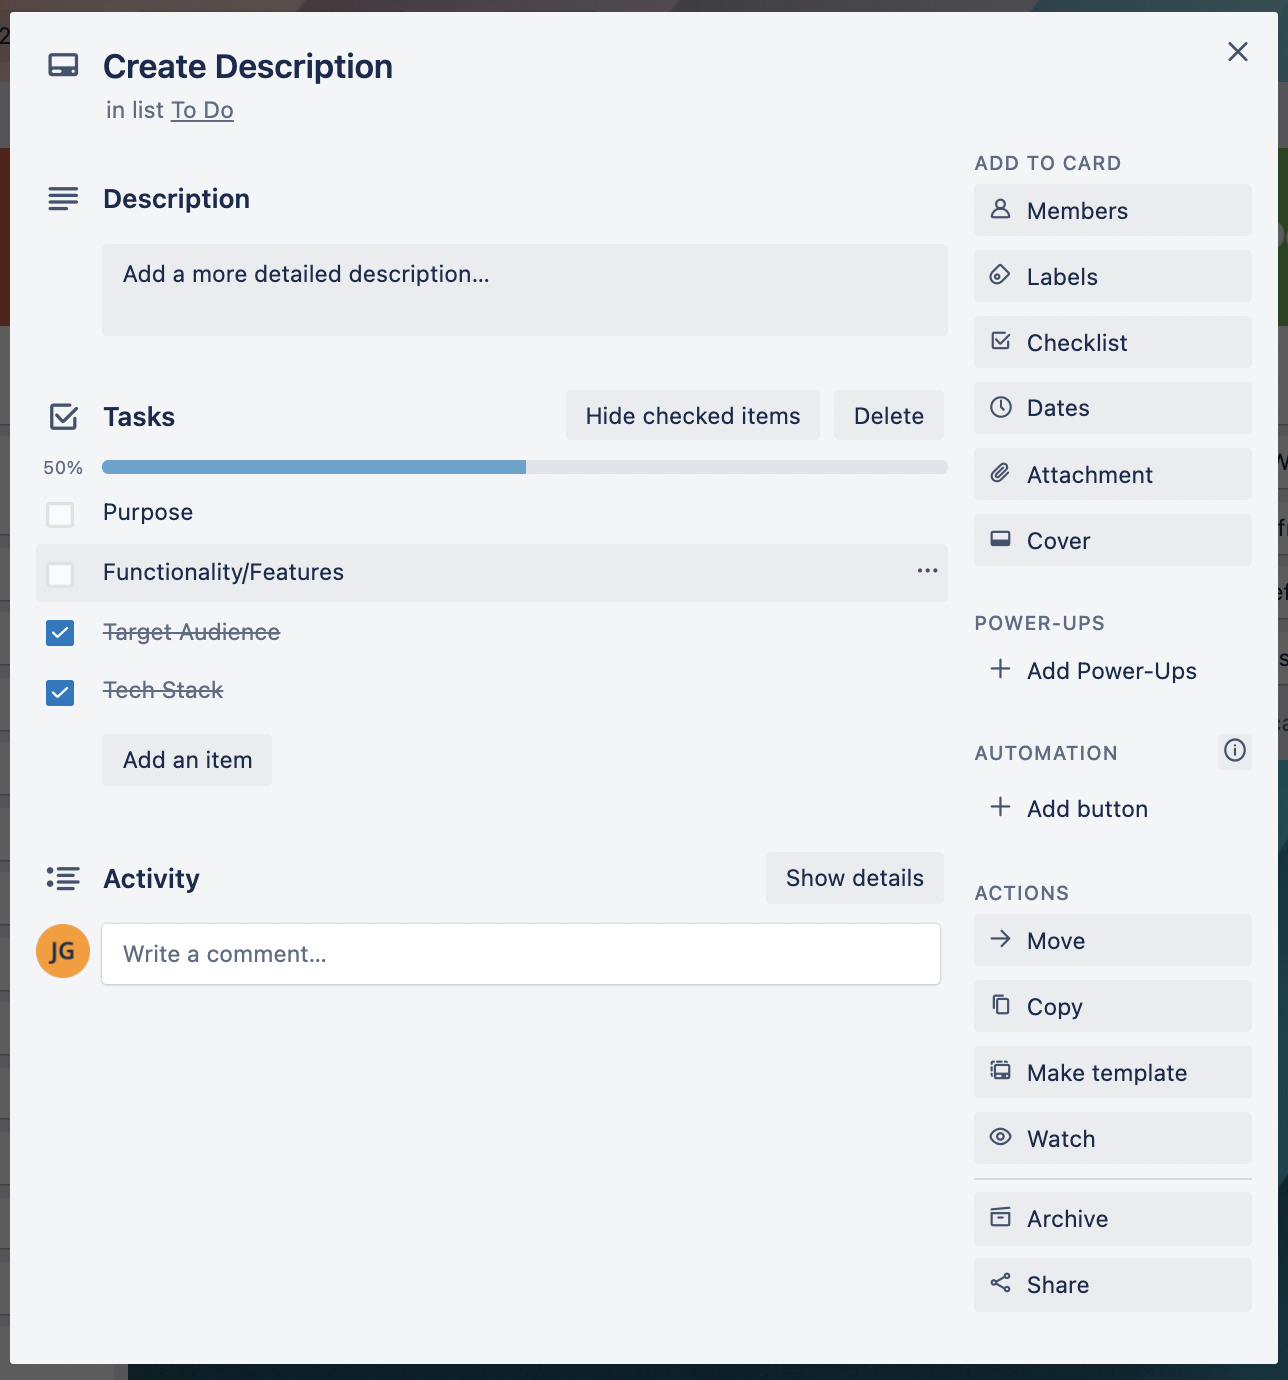 Create Description
in list To Do
Description
Add a more detailed description...
Tasks
Hide checked items
Delete
50%
Purpose
Functionality/Features
Target Audience
Tech Stack
Add an item
Activity
Show details
JG
Write a comment...
ADD TO CARD
Members
Labels
Checklist
Dates
Attachment
Cover
POWER-UPS
Add Power-Ups
AUTOMATION
Add button
ACTIONS
Move
Copy
Make template
Watch
Archive
Share